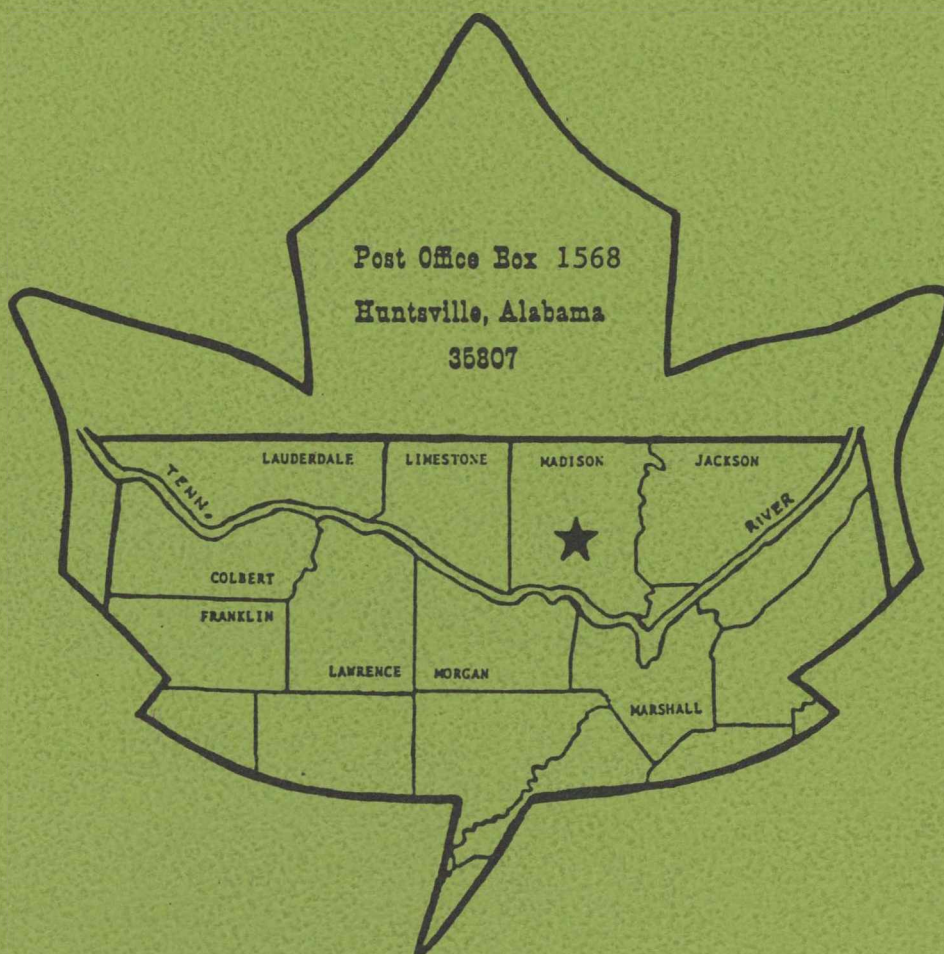 Post Office Box 1568
Huntsville, Alabama
35807
LAUDERDALE
LIMESTONE
MADISON
JACKSON
TENN.
RIVER
COLBERT
FRANKLIN
LAWRENCE
MORGAN
MARSHALL